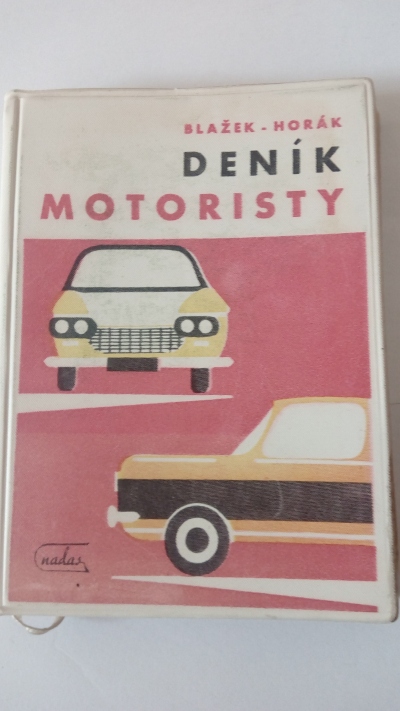 BLAŽEK - HORÁK
DENÍK
MOTORISTY
nadas